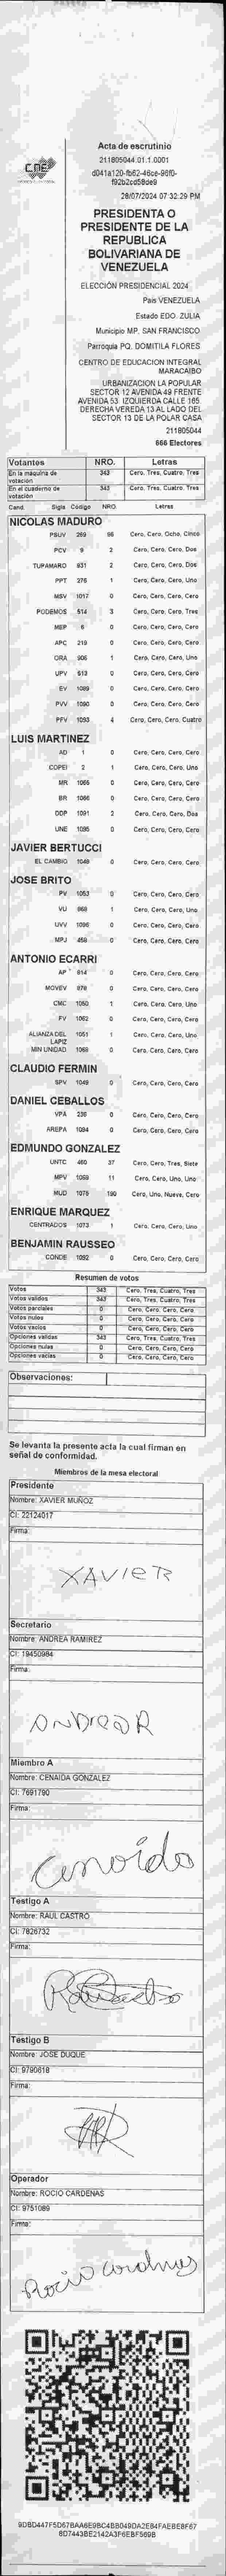 CNE
Acta de escrutinio
211805044.01.1.0001
28/07/2024 07:32:29 PM
PRESIDENTA O
PRESIDENTE DE LA
REPUBLICA
BOLIVARIANA DE
VENEZUELA
ELECCIÓN PRESIDENCIAL 2024
País VENEZUELA
Estado EDO. ZULIA
Municipio MP. SAN FRANCISCO
Parroquia PQ. DOMITILA FLORES
CENTRO DE EDUCACION INTEGRAL
MARACAIBO
URBANIZACION LA POPULAR
SECTOR 12 AVENIDA 49 FRENTE
AVENIDA 53 IZQUIERDA CALLE 165
DERECHA VEREDA 13 AL LADO DEL
SECTOR 13 DE LA POLAR CASA
211805044
666 Electores
Votantes NRO. Letras
En la máquina de votación 343 Cero, Tres, Cuatro, Tres
En el cuaderno de votación 343 Cero, Tres, Cuatro, Tres
Cand. Sigla Código NRO. Letras
NICOLAS MADURO
PSUV 269 Cero, Cero, Ocho, Cinco
PCV 9 2 Cero, Cero, Cero, Dos
TUPAMARO 931 2 Cero, Cero, Cero, Dos
PPT 275 Cero, Cero, Cero, Uno
MSV 1017 0 Cero, Cero, Cero, Cero
PODEMOS 514 3 Cero, Cero, Cero, Tres
MEP 6 0 Cero, Cero, Cero, Cero
APC 219 0 Cero, Cero, Cero, Cero
ORA 906 1 Cero, Cero, Cero, Uno
UPV 613 0 Cero, Cero, Cero, Cero
EV 1089 0 Cero, Cero, Cero, Cero
PVV 1090 0 Cero, Cero, Cero, Cero
PFV 1093 4 Cero, Cero, Cero, Cuatro
LUIS MARTINEZ
AD 1 0 Cero, Cero, Cero, Cero
COPEI 2 1 Cero, Cero, Cero, Uno
MR 1065 0 Cero, Cero, Cero, Cero
BR 1066 0 Cero, Cero, Cero, Cero
DDP 1091 2 Cero, Cero, Cero, Dos
UNE 1095 0 Cero, Cero, Cero, Cero
JAVIER BERTUCCI
EL CAMBIO 1048 0 Cero, Cero, Cero, Cero
JOSE BRITO
PV 1053 0 Cero, Cero, Cero, Cero
VU 868 1 Cero, Cero, Cero, Uno
UVV 1096 0 Cero, Cero, Cero, Cero
MPJ 458 0 Cero, Cero, Cero, Cero
ANTONIO ECARRI
AP 814 0 Cero, Cero, Cero, Cero
MOVEV 878 0 Cero, Cero, Cero, Cero
CMC 1050 1 Cero, Cero, Cero, Uno
FV 1062 0 Cero, Cero, Cero, Cero
ALIANZA DEL LAPIZ 1051 1 Cero, Cero, Cero, Uno
MIN UNIDAD 1068 0 Cero, Cero, Cero, Cero
CLAUDIO FERMIN
SPV 1049 0 Cero, Cero, Cero, Cero
DANIEL CEBALLOS
VPA 236 0 Cero, Cero, Cero, Cero
AREPA 1084 0 Cero, Cero, Cero, Cero
EDMUNDO GONZALEZ
UNTC 460 37 Cero, Cero, Tres, Siete
MPV 1059 11 Cero, Cero, Uno, Uno
MUD 1078 190 Cero, Uno, Nueve, Cero
ENRIQUE MARQUEZ
CENTRADOS 1073 1 Cero, Cero, Cero, Uno
BENJAMIN RAUSSEO
CONDE 1092 0 Cero, Cero, Cero, Cero
Resumen de votos
Votos 343 Cero, Tres, Cuatro, Tres
Votos válidos 343 Cero, Tres, Cuatro, Tres
Votos parciales 0 Cero, Cero, Cero, Cero
Votos nulos 0 Cero, Cero, Cero, Cero
Votos vacíos 0 Cero, Cero, Cero, Cero
Opciones válidas 343 Cero, Tres, Cuatro, Tres
Opciones nulas 0 Cero, Cero, Cero, Cero
Opciones vacías 0 Cero, Cero, Cero, Cero
Observaciones:
Se levanta la presente acta la cual firman en
señal de conformidad.
Miembros de la mesa electoral
Presidente
Nombre: XAVIER MUÑOZ
CI: 22124017
Firma:
XAVIER
Secretario
Nombre: ANDREA RAMIREZ
CI: 19450984
Firma:
Miembro A
Nombre: CENAIDA GONZALEZ
CI: 7691790
Firma:
Testigo A
Nombre: RAUL CASTRO
CI: 7826732
Firma:
Testigo B
Nombre: JOSE DUQUE
CI: 9790618
Firma:
Operador
Nombre: ROCIO CARDENAS
CI: 9751089
Firma:
Rocio Cardenas